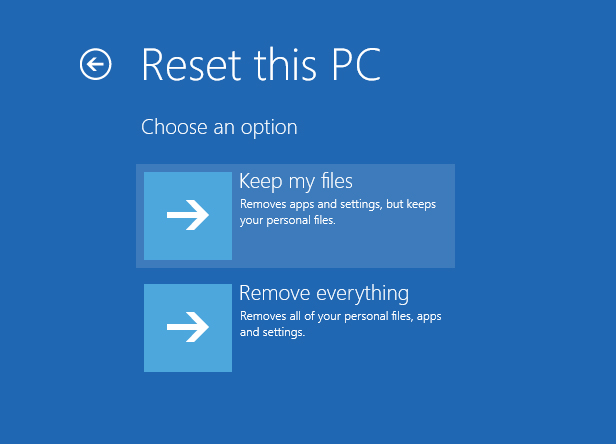 Reset this PC
Choose an option
Keep my files
Removes apps and settings, but keeps
your personal files.
Remove everything
Removes all of your personal files, apps
and settings.